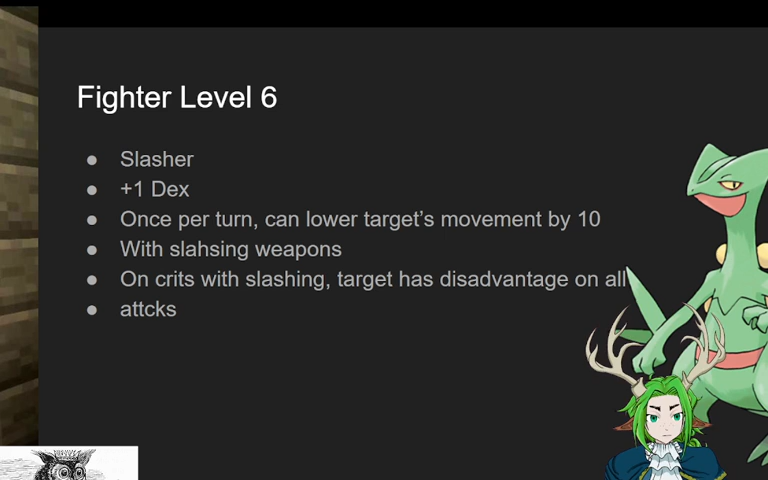 Fighter Level 6
● Slasher
● +1 Dex
● Once per turn, can lower target's movement by 10
● With slahsing weapons
● On crits with slashing, target has disadvantage on all
● attcks